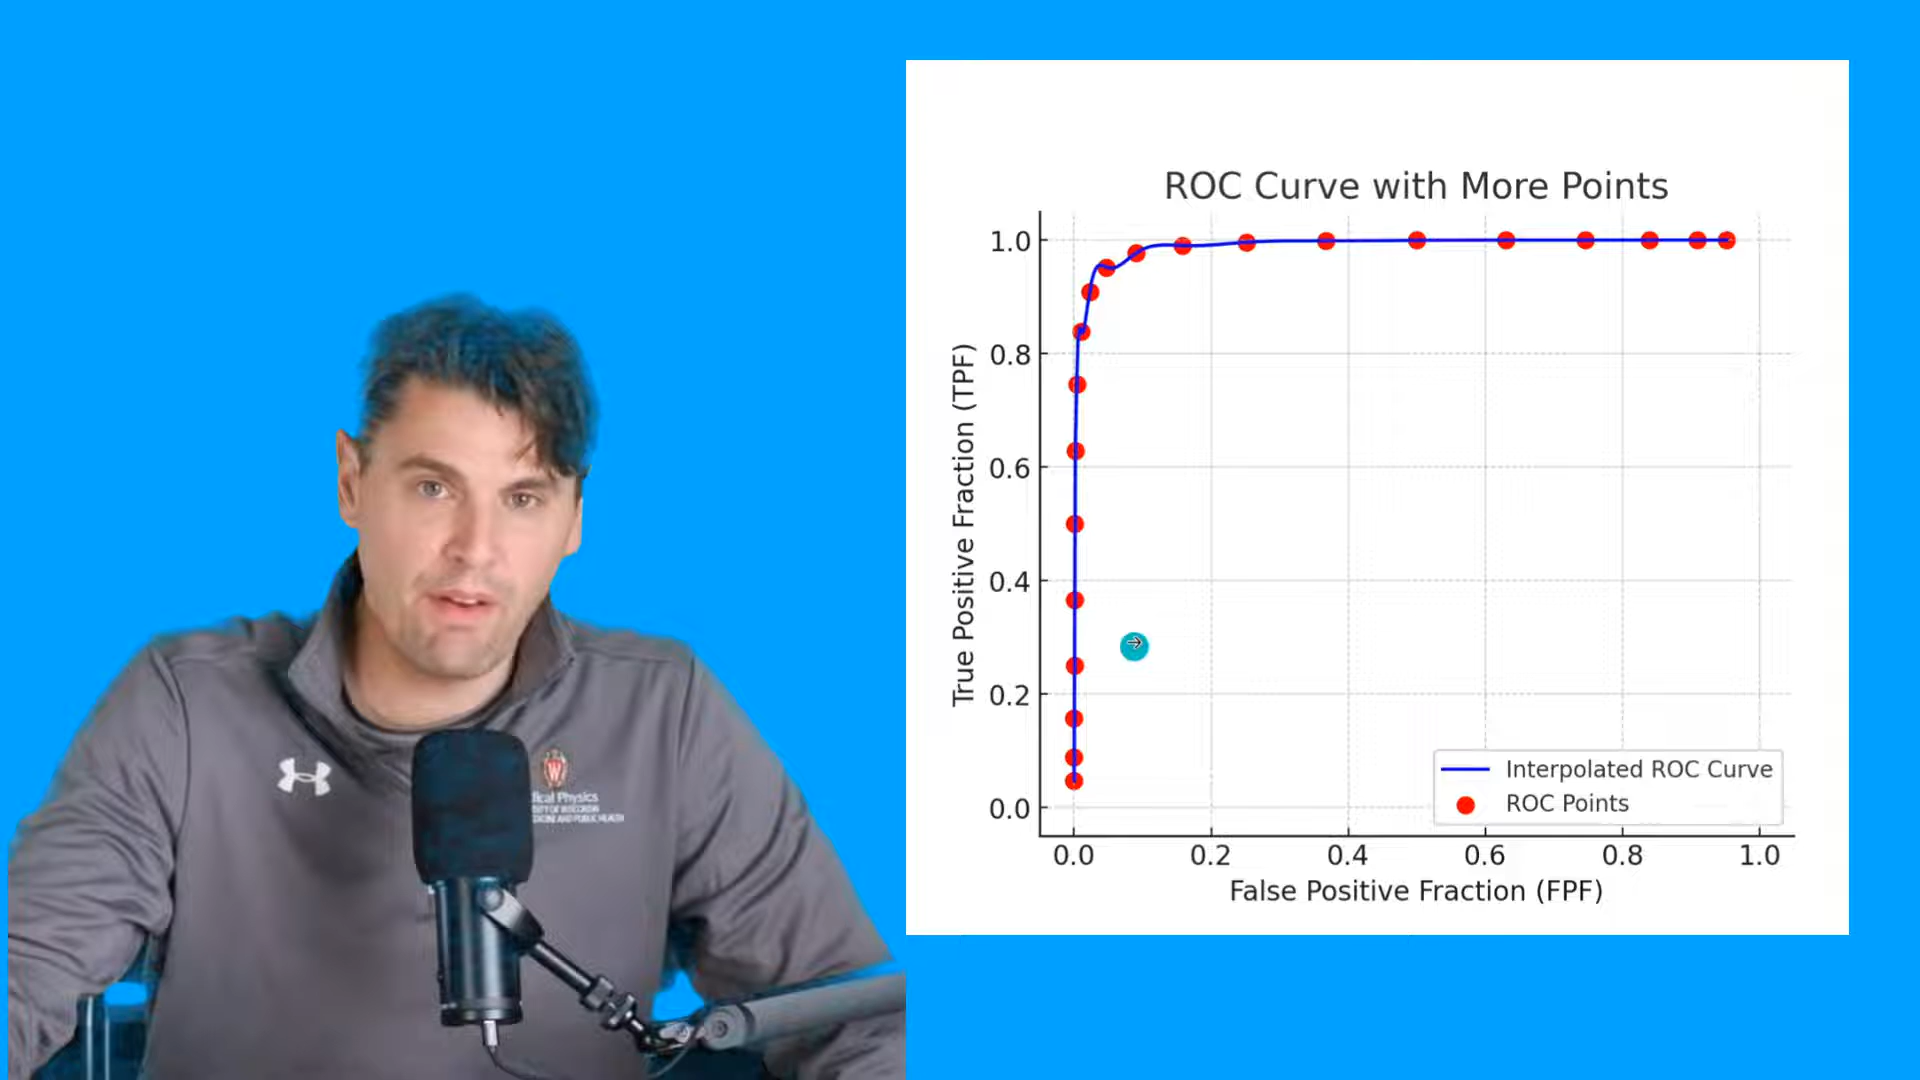 ROC Curve with More Points
1.0
0.8
0.6
0.4
0.2
0.0
True Positive Fraction (TPF)
Interpolated ROC Curve
ROC Points
0.0 0.2 0.4 0.6 0.8 1.0
False Positive Fraction (FPF)
W
Physics